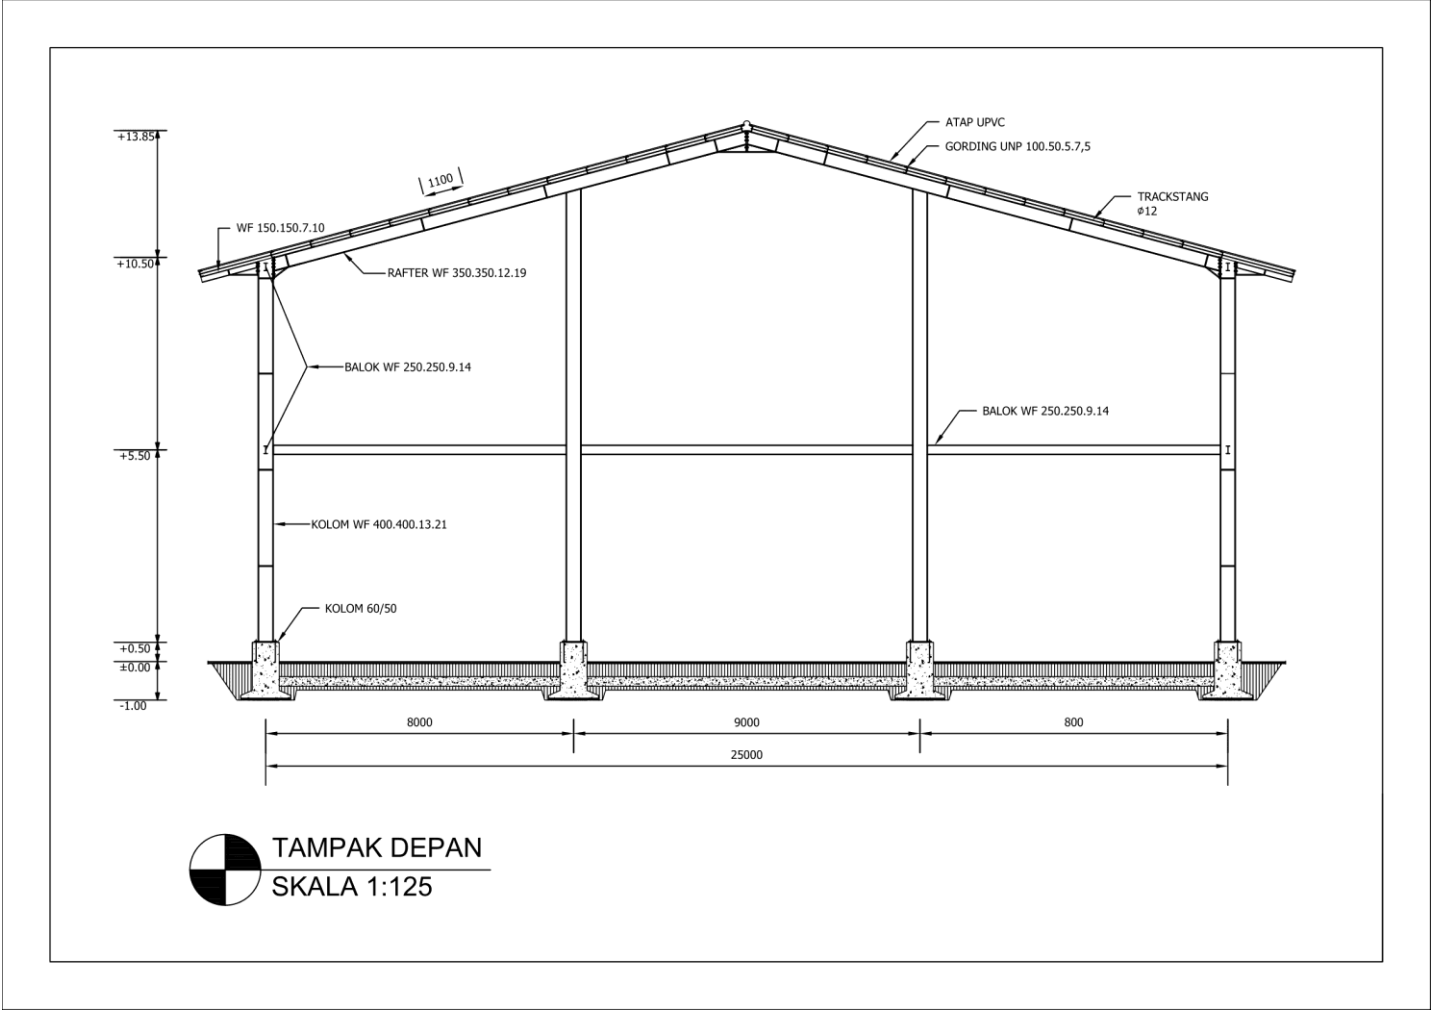 +13.85
ATAP UPVC
GORDING UNP 100.50.5.7,5
1100
TRACKSTANG
ø12
WF 150.150.7.10
+10.50
RAFTER WF 350.350.12.19
BALOK WF 250.250.9.14
BALOK WF 250.250.9.14
+5.50
KOLOM WF 400.400.13.21
KOLOM 60/50
+0.50
±0.00
-1.00
8000
9000
800
25000
TAMPAK DEPAN
SKALA 1:125